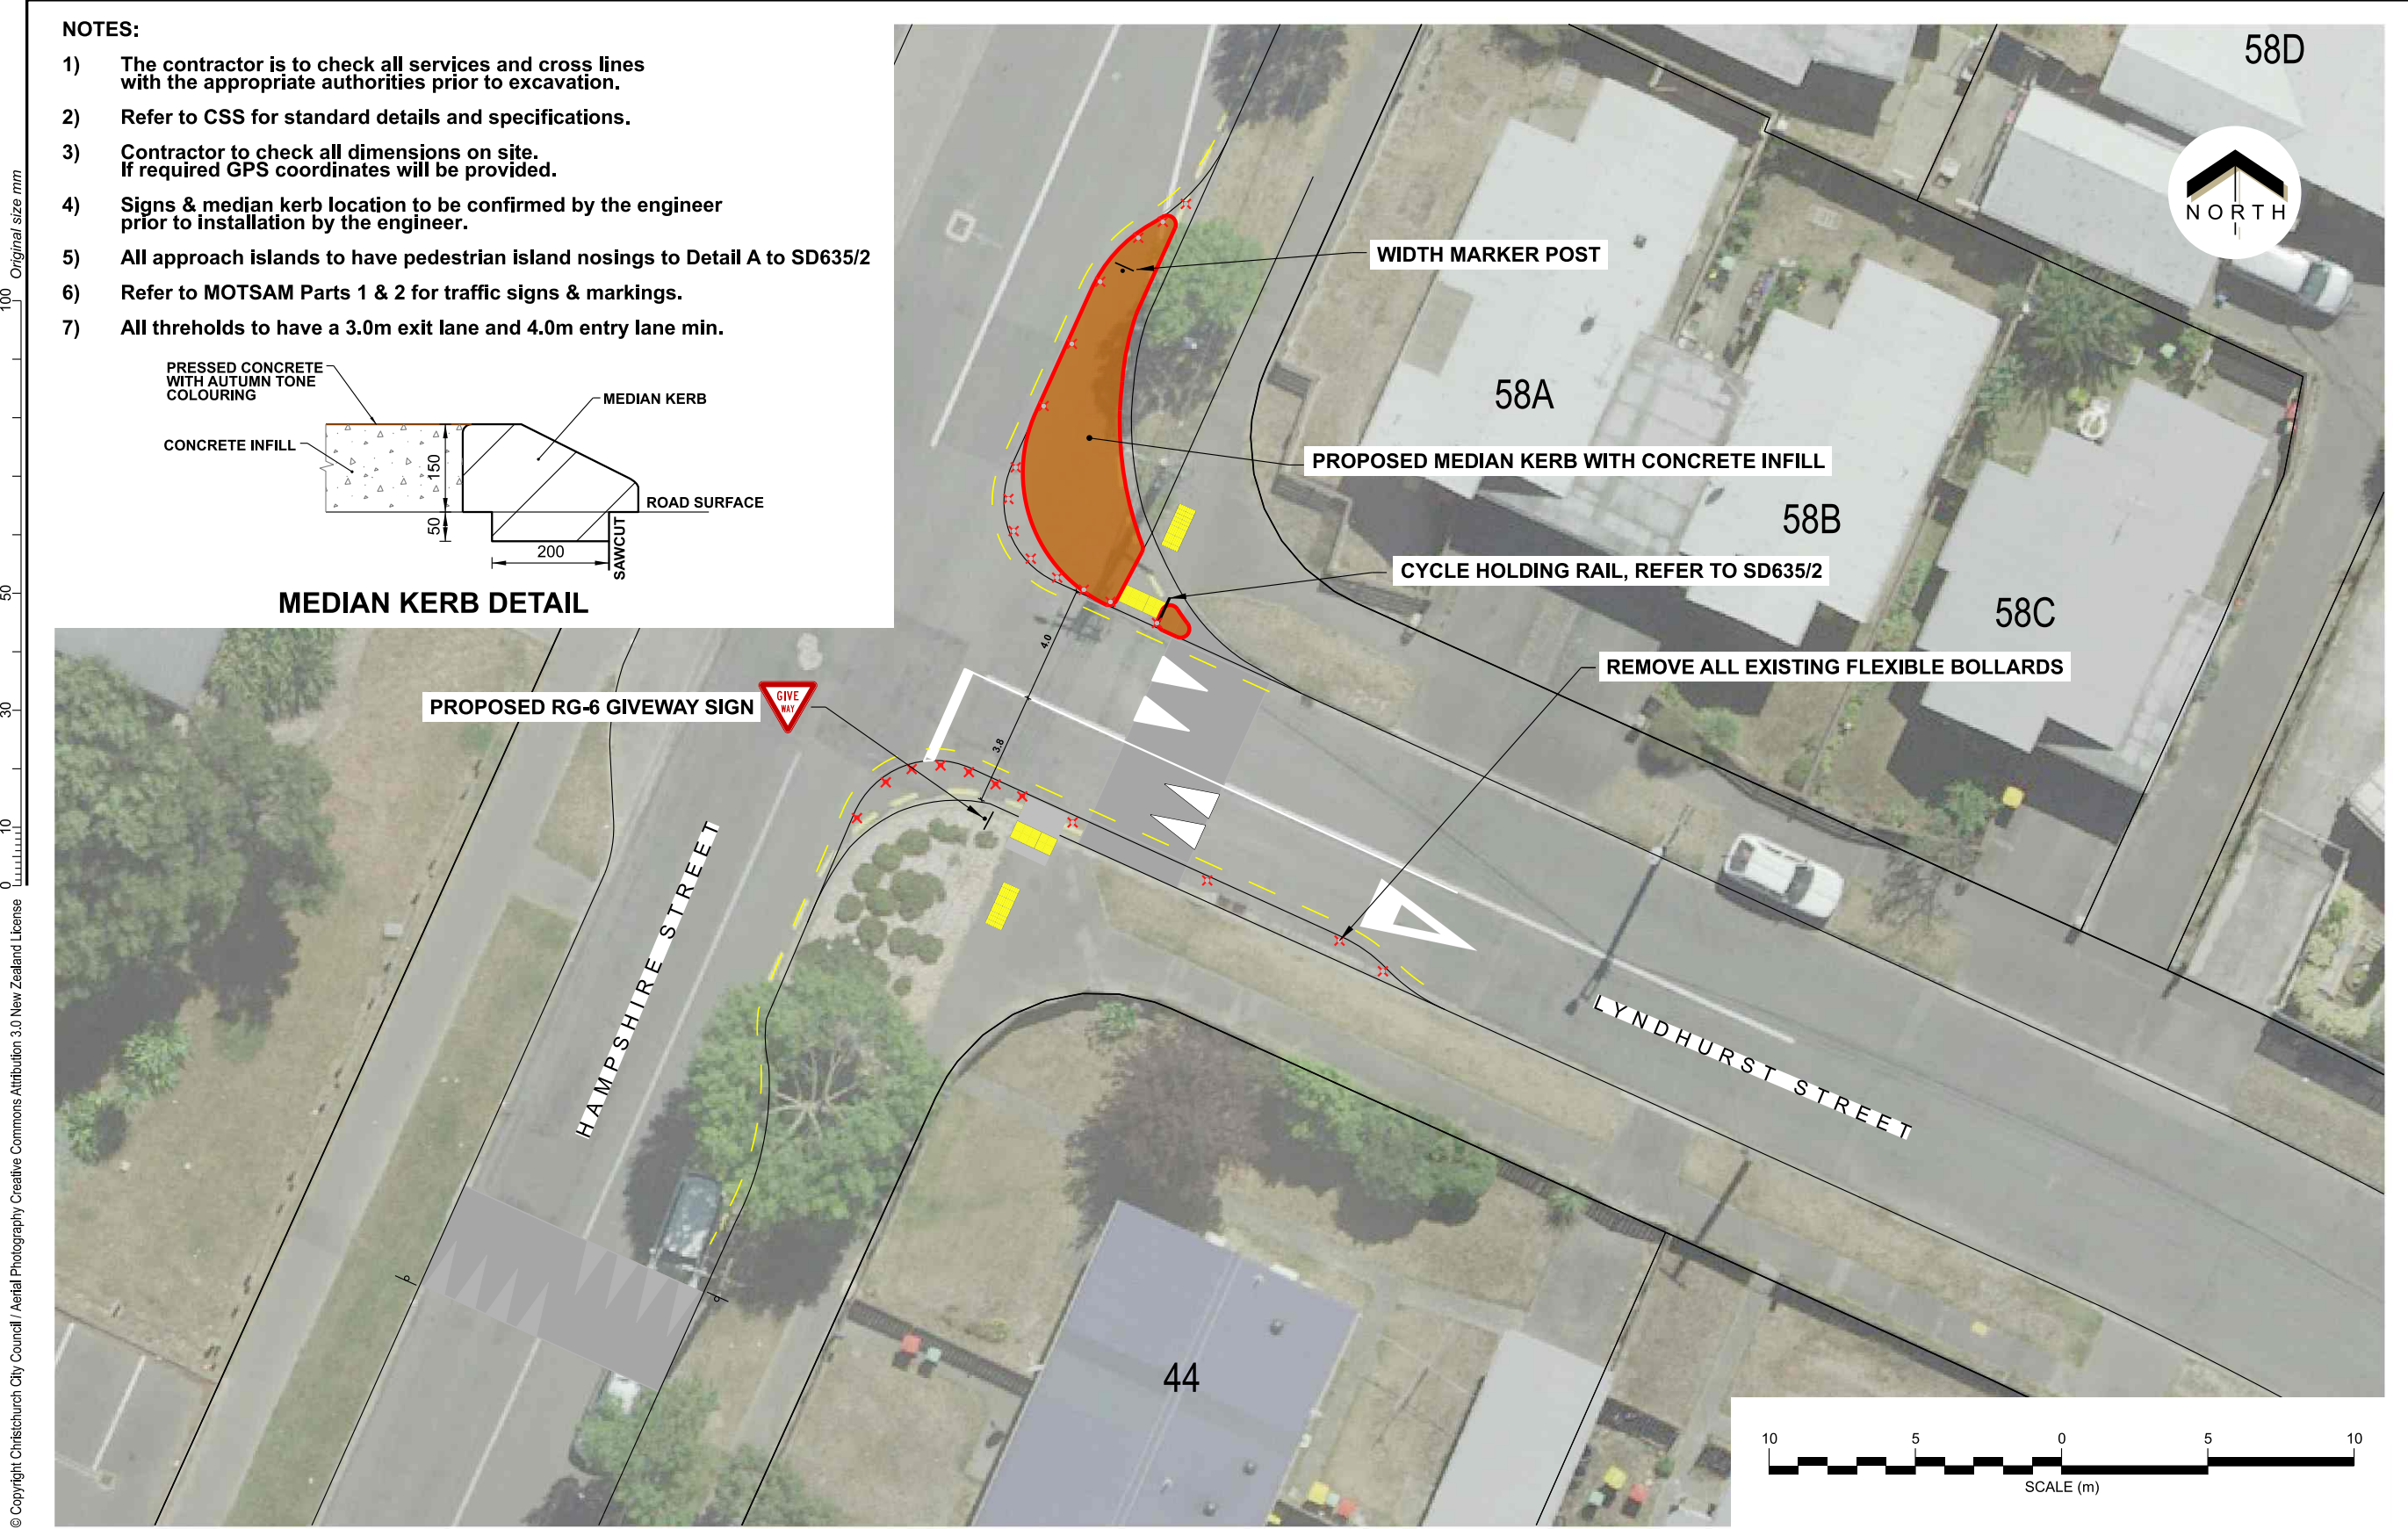 NOTES:
1) The contractor is to check all services and cross lines
with the appropriate authorities prior to excavation.
2) Refer to CSS for standard details and specifications.
3) Contractor to check all dimensions on site.
If required GPS coordinates will be provided.
4) Signs & median kerb location to be confirmed by the engineer
prior to installation by the engineer.
5) All approach islands to have pedestrian island nosings to Detail A to SD635/2
6) Refer to MOTSAM Parts 1 & 2 for traffic signs & markings.
7) All threholds to have a 3.0m exit lane and 4.0m entry lane min.
PRESSED CONCRETE
WITH AUTUMN TONE
COLOURING
CONCRETE INFILL
MEDIAN KERB
ROAD SURFACE
150
50
200
SAWCUT
MEDIAN KERB DETAIL
58D
NORTH
WIDTH MARKER POST
58A
PROPOSED MEDIAN KERB WITH CONCRETE INFILL
58B
CYCLE HOLDING RAIL, REFER TO SD635/2
58C
REMOVE ALL EXISTING FLEXIBLE BOLLARDS
PROPOSED RG-6 GIVEWAY SIGN
GIVE
WAY
4.0
3.8
HAMPSHIRE STREET
LYNDHURST STREET
44
10 5 0 5 10
SCALE (m)
0 10 30 50 100 Original size mm
© Copyright Christchurch City Council / Aerial Photography Creative Commons Attribution 3.0 New Zealand License